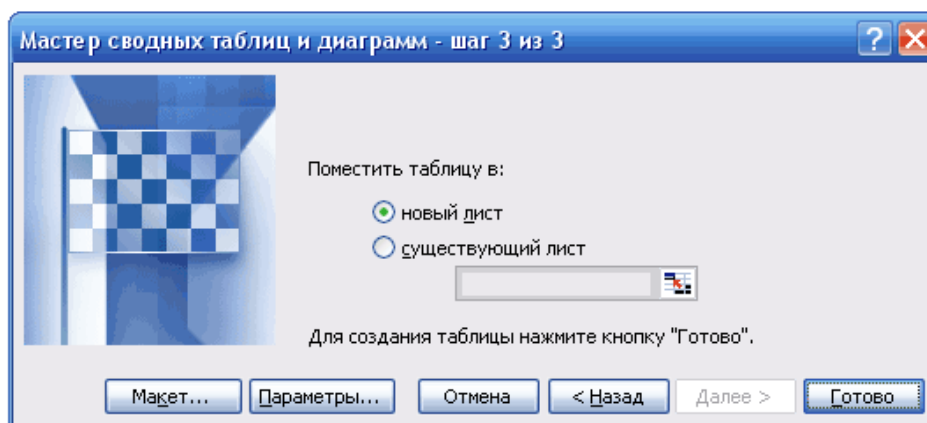 Мастер сводных таблиц и диаграмм - шаг 3 из 3
Поместить таблицу в:
новый лист
существующий лист
Для создания таблицы нажмите кнопку "Готово".
Макет... Параметры... Отмена < Назад Далее > Готово